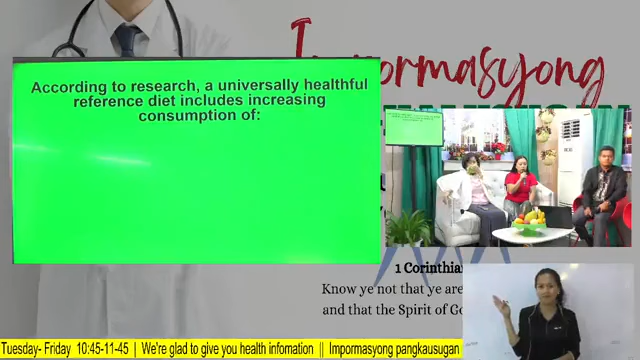 Impormasyong
According to research, a universally healthful
reference diet includes increasing
consumption of:
1 Corinthian
Know ye not that ye are
and that the Spirit of Go
Tuesday- Friday 10:45-11-45 | We're glad to give you health infomation || Impormasyong pangkausugan